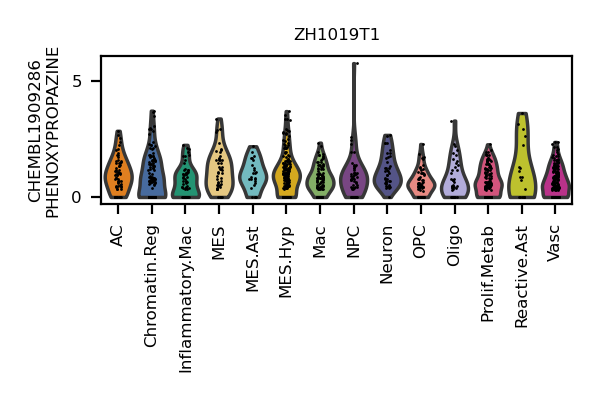 ZH1019T1
CHEMBL1909286
PHENOXYPROPAZINE
5
0
AC
Chromatin.Reg
Inflammatory.Mac
MES
MES.Ast
MES.Hyp
Mac
NPC
Neuron
OPC
Oligo
Prolif.Metab
Reactive.Ast
Vasc